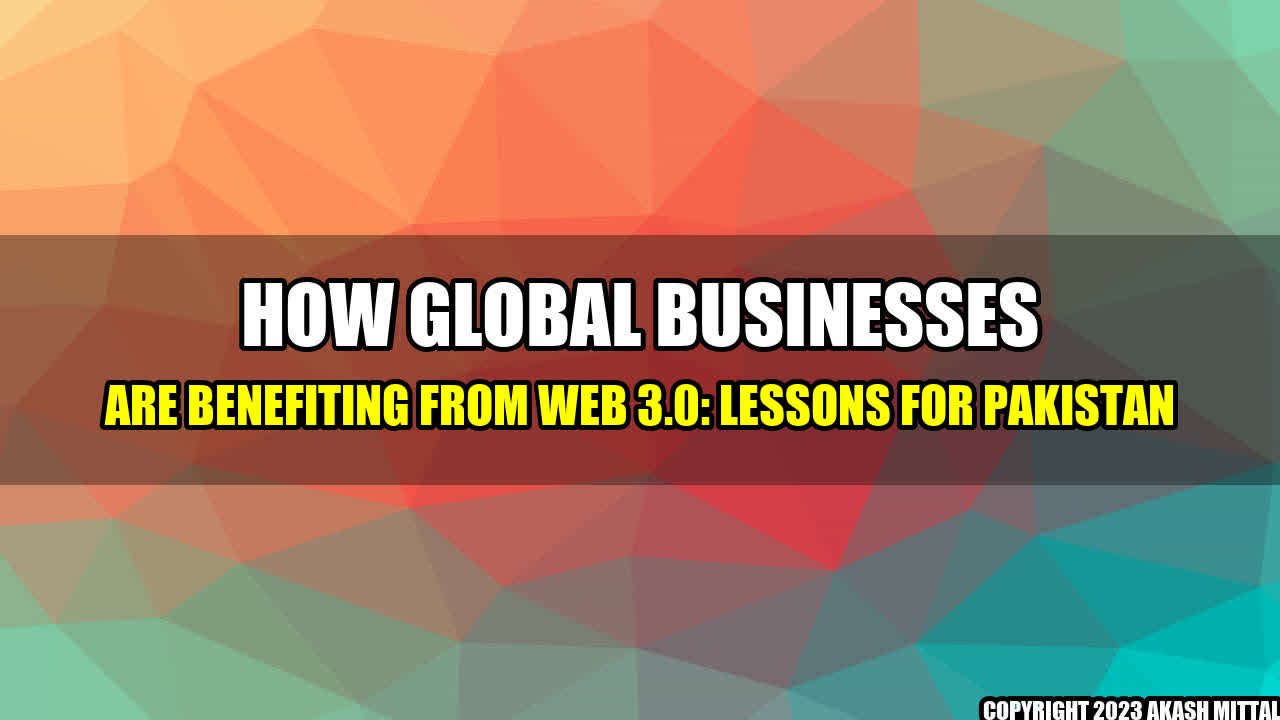 HOW GLOBAL BUSINESSES
ARE BENEFITING FROM WEB 3.0: LESSONS FOR PAKISTAN
COPYRIGHT 2023 AKASH MITTAL